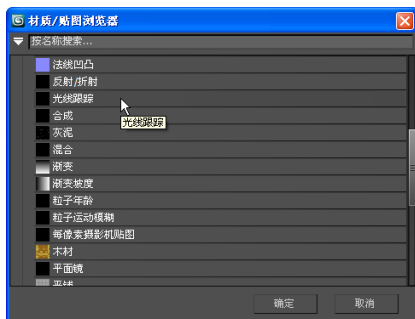 材质/贴图浏览器
按名称搜索...
法线凹凸
反射/折射
光线跟踪
光线跟踪
合成
灰泥
混合
渐变
渐变坡度
粒子年龄
粒子运动模糊
每像素摄影机贴图
木材
平面镜
平铺
确定
取消